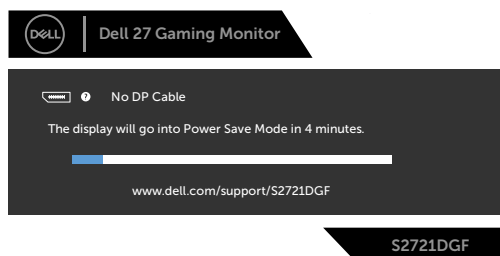 DELL
Dell 27 Gaming Monitor
? No DP Cable
The display will go into Power Save Mode in 4 minutes.
www.dell.com/support/S2721DGF
S2721DGF